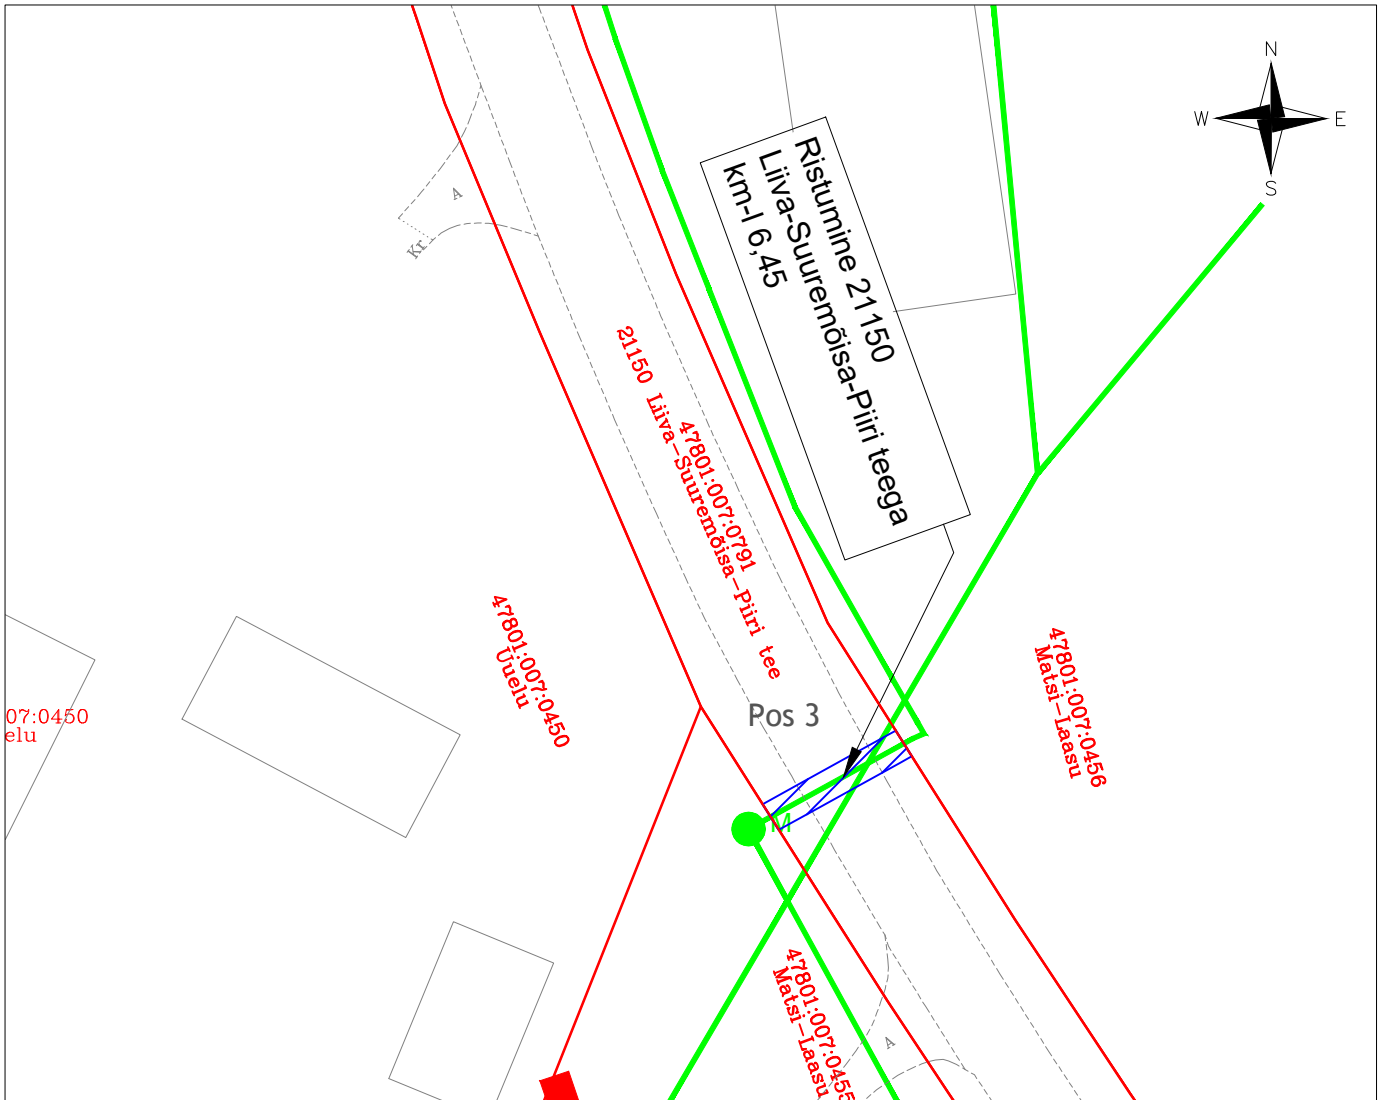 N
W E
S
A
Kr
Ristumine 21150
Liiva-Suuremõisa-Piiri teega
km-l 6,45
47801:007:0791
21150 Liiva-Suuremõisa-Piiri tee
47801:007:0450
Uuelu
07:0450
elu
47801:007:0456
Matsi-Laasu
Pos 3
M
47801:007:0455
Matsi-Laasu
A